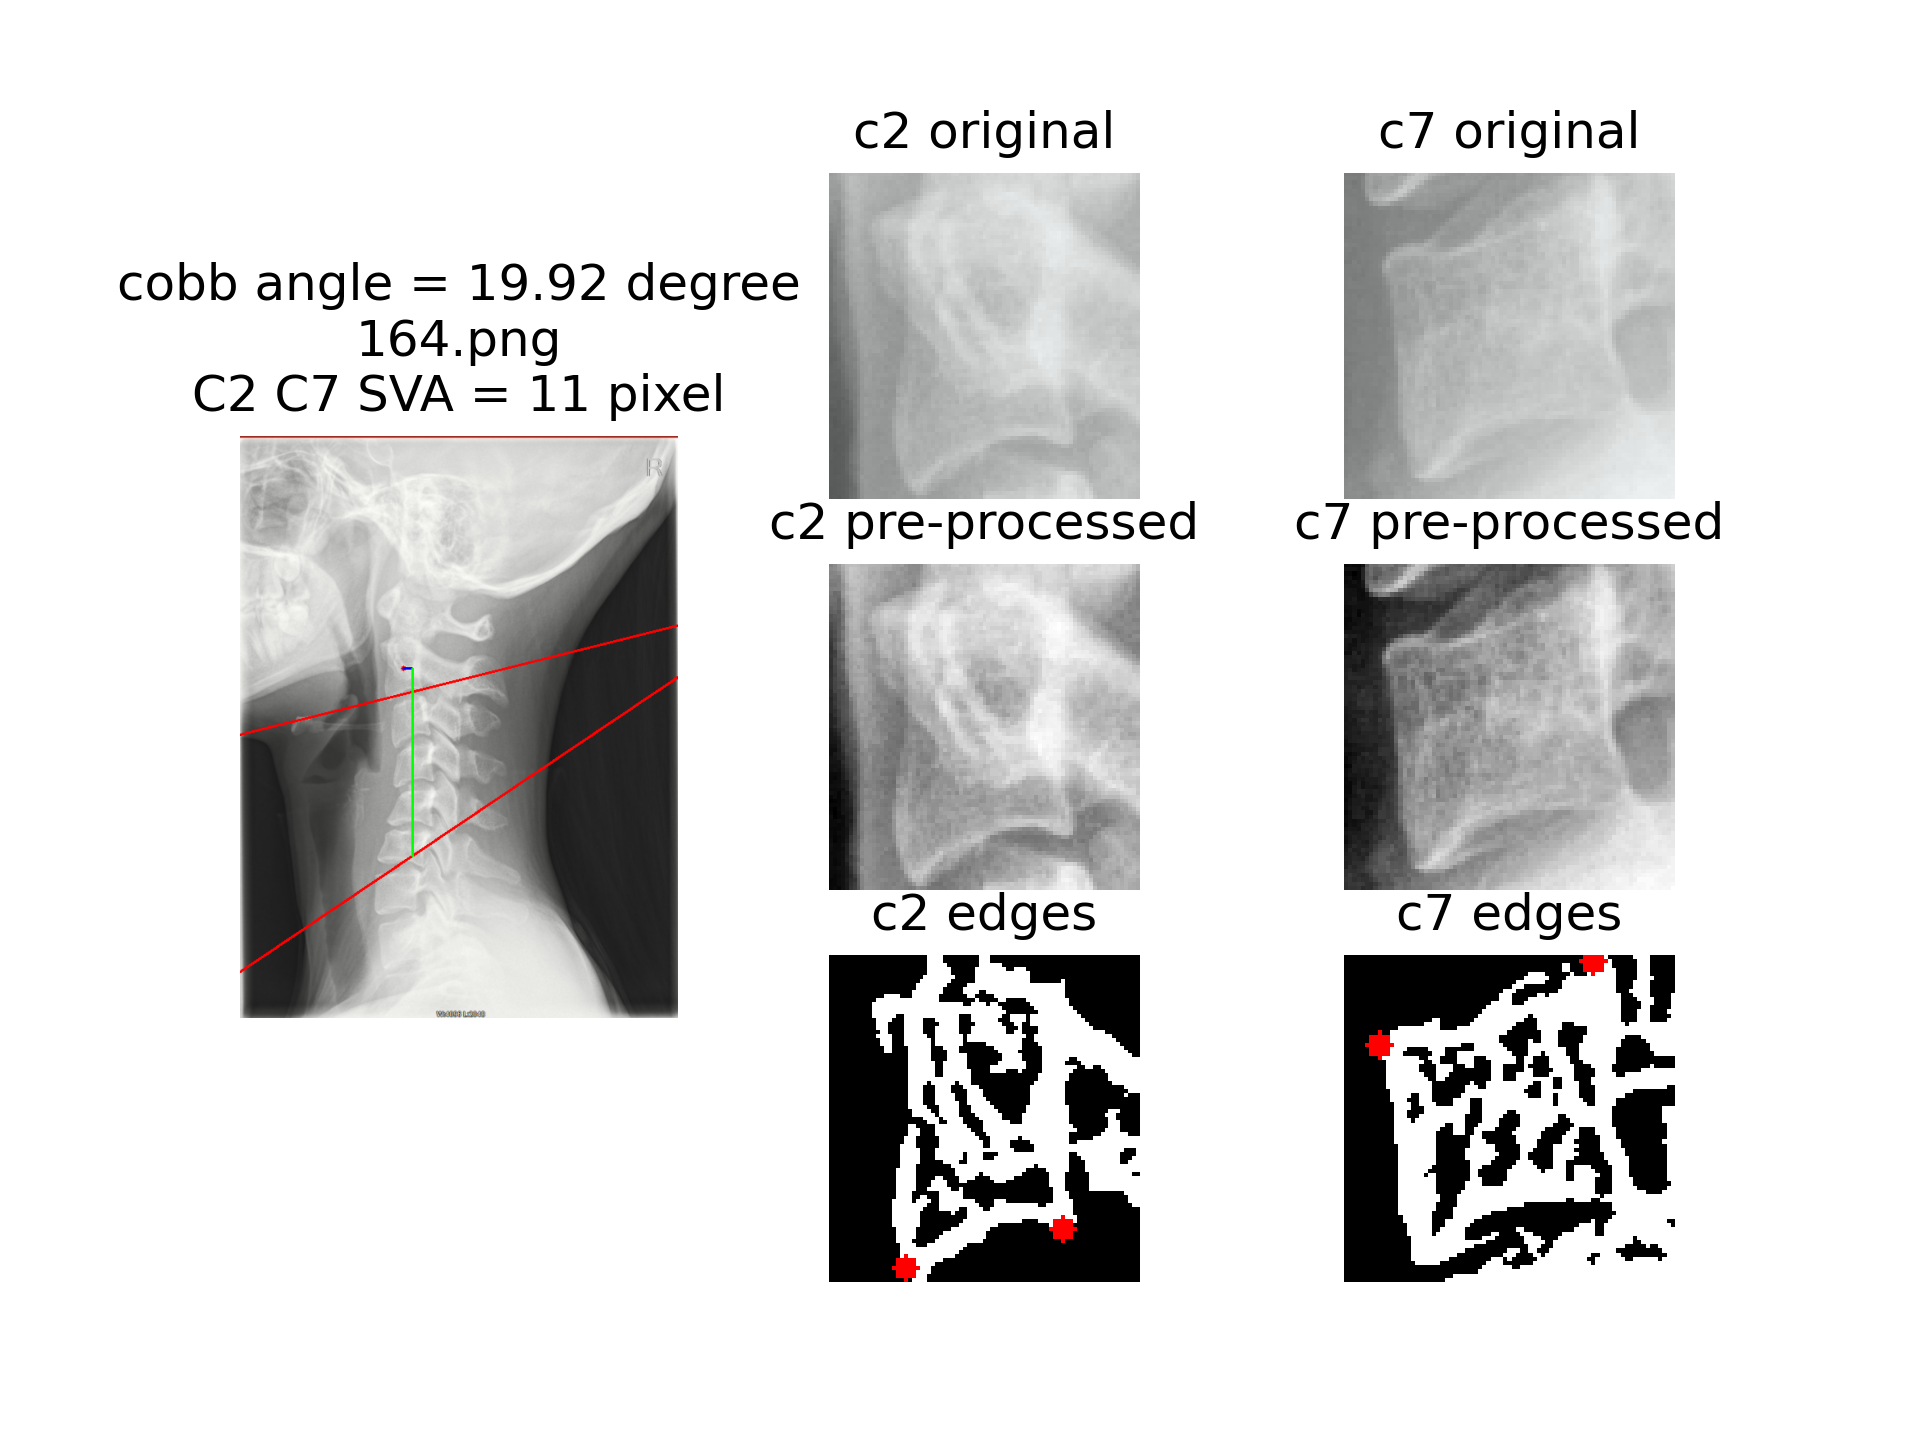 cobb angle = 19.92 degree
164.png
C2 C7 SVA = 11 pixel
R
c2 original
c7 original
c2 pre-processed
c7 pre-processed
c2 edges
c7 edges